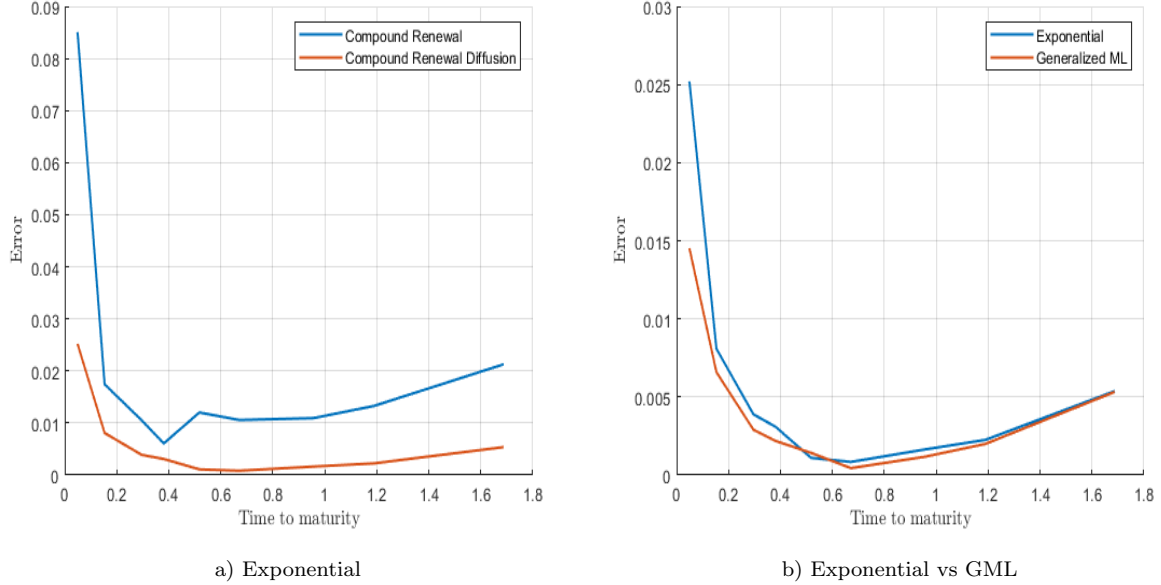 0.09
0.08
0.07
0.06
0.05
0.04
0.03
0.02
0.01
0
Error
0 0.2 0.4 0.6 0.8 1 1.2 1.4 1.6 1.8
Time to maturity
Compound Renewal
Compound Renewal Diffusion
a) Exponential
0.03
0.025
0.02
0.015
0.01
0.005
0
Error
0 0.2 0.4 0.6 0.8 1 1.2 1.4 1.6 1.8
Time to maturity
Exponential
Generalized ML
b) Exponential vs GML